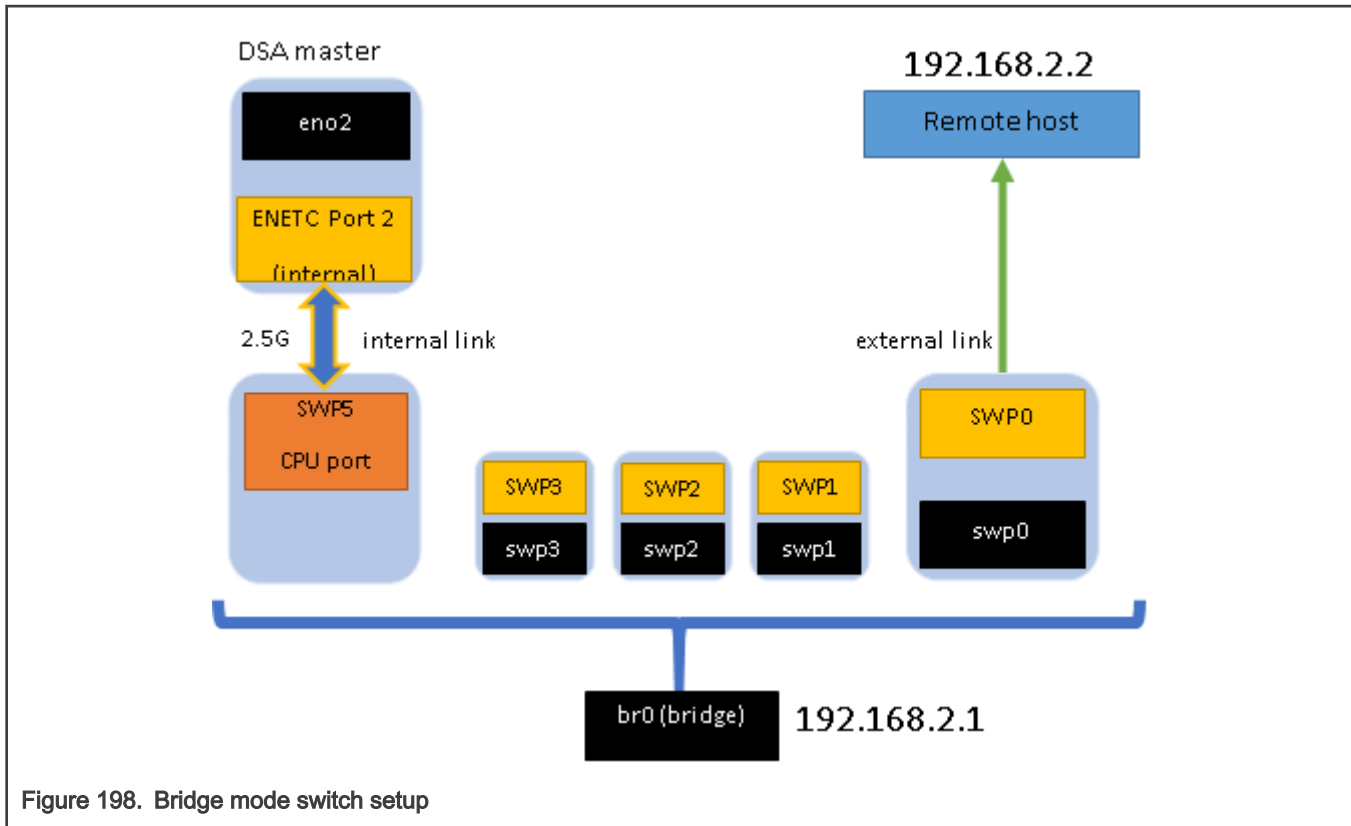 DSA master
192.168.2.2
eno2
Remote host
ENETC Port 2
(internal)
2.5G
internal link
external link
SWP5
CPU port
SWP0
SWP3
SWP2
SWP1
swp3
swp2
swp1
swp0
br0 (bridge)
192.168.2.1
Figure 198. Bridge mode switch setup